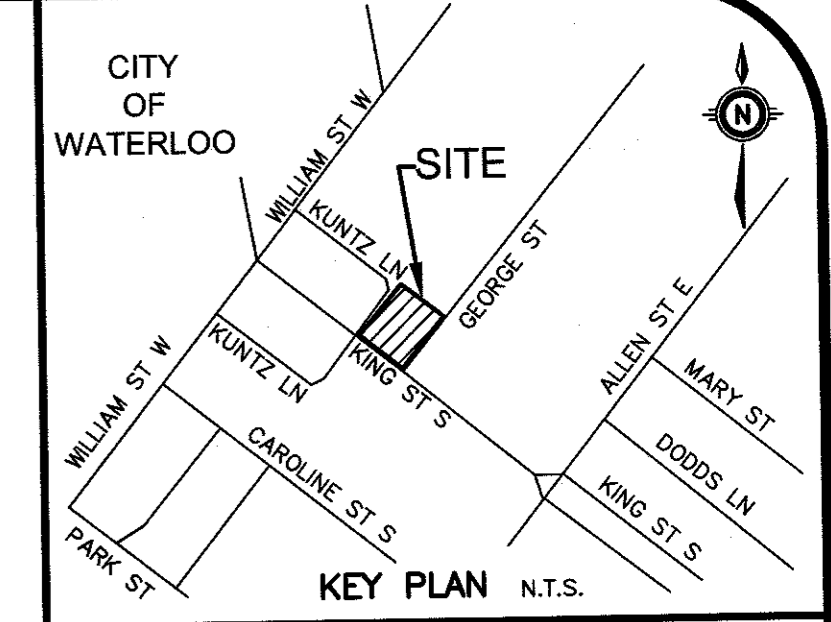 CITY
OF
WATERLOO
N
WILLIAM ST W
SITE
KUNTZ LN
GEORGE ST
KING ST S
KUNTZ LN
WILLIAM ST W
ALLEN ST E
MARY ST
DODDS LN
KING ST S
CAROLINE ST S
PARK ST
KEY PLAN N.T.S.